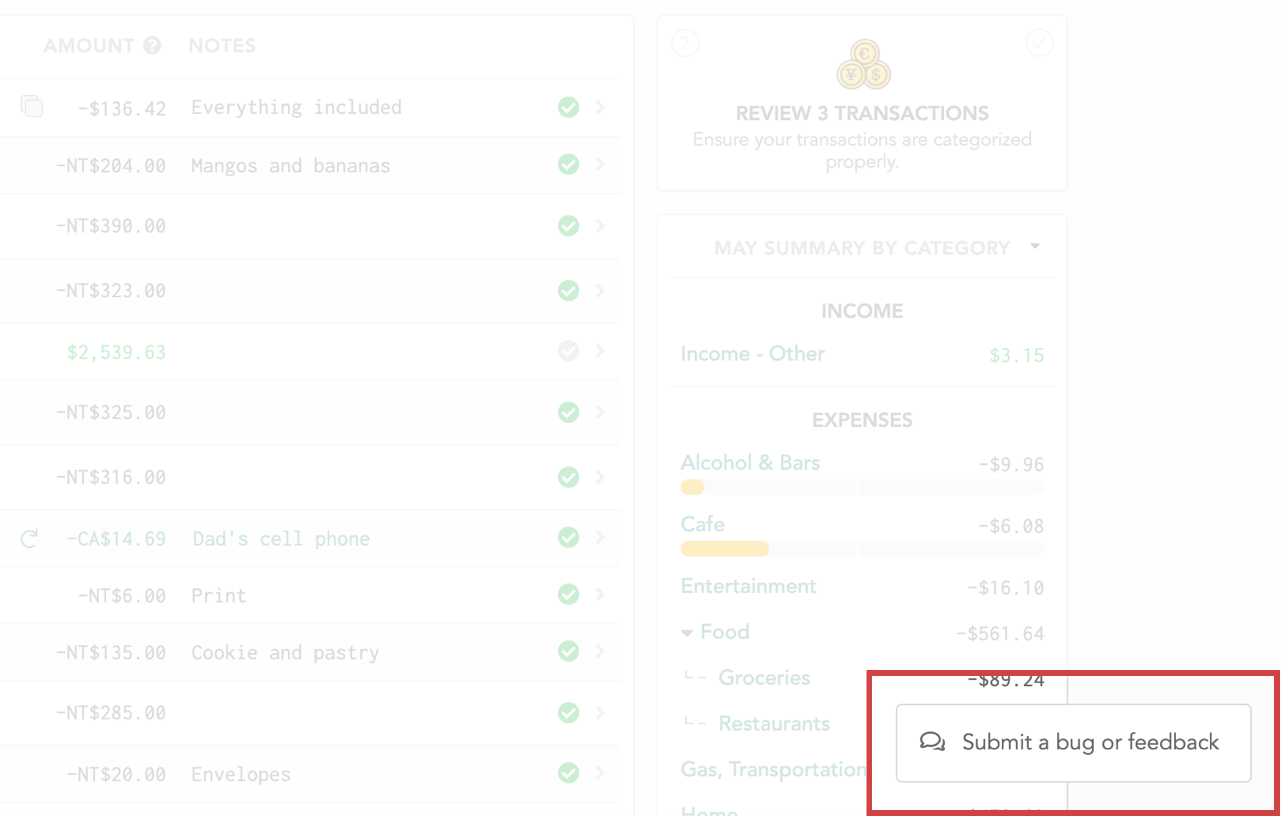 AMOUNT ? NOTES
-$136.42 Everything included
-NT$204.00 Mangos and bananas
-NT$390.00
-NT$323.00
$2,539.63
-NT$325.00
-NT$316.00
-CA$14.69 Dad's cell phone
-NT$6.00 Print
-NT$135.00 Cookie and pastry
-NT$285.00
-NT$20.00 Envelopes
?
€ ¥ $
REVIEW 3 TRANSACTIONS
Ensure your transactions are categorized
properly.
MAY SUMMARY BY CATEGORY
INCOME
Income - Other $3.15
EXPENSES
Alcohol & Bars -$9.96
Cafe -$6.08
Entertainment -$16.10
Food -$561.64
Groceries -$89.24
Restaurants
Gas, Transportation
Home
Submit a bug or feedback